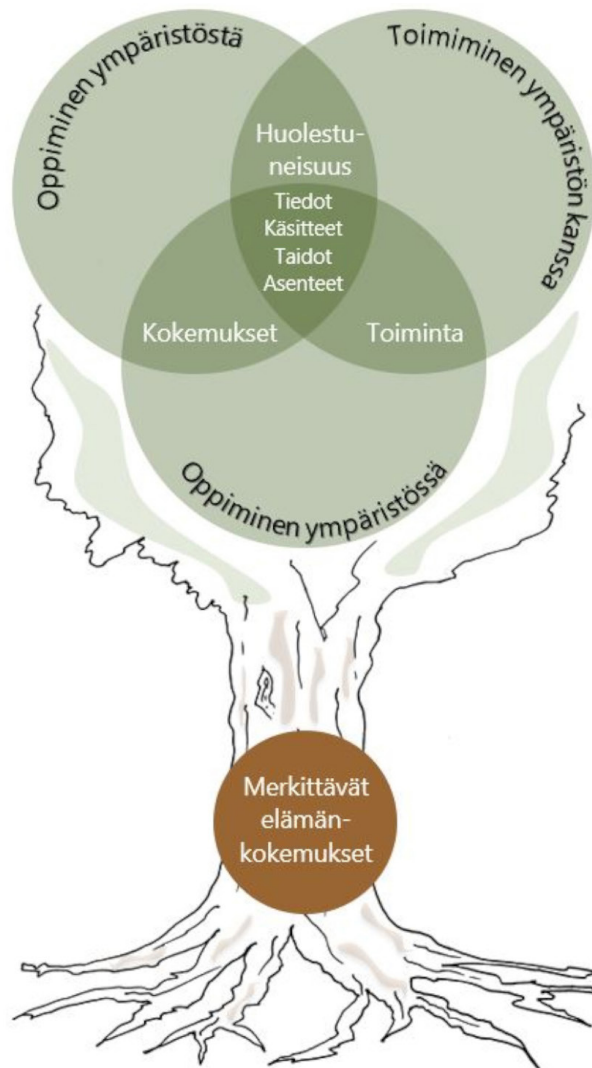 Oppiminen ympäristöstä
Toimiminen ympäristön kanssa
Huolestu-
neisuus
Tiedot
Käsitteet
Taidot
Asenteet
Kokemukset
Toiminta
Oppiminen ympäristössä
Merkittävät
elämän-
kokemukset